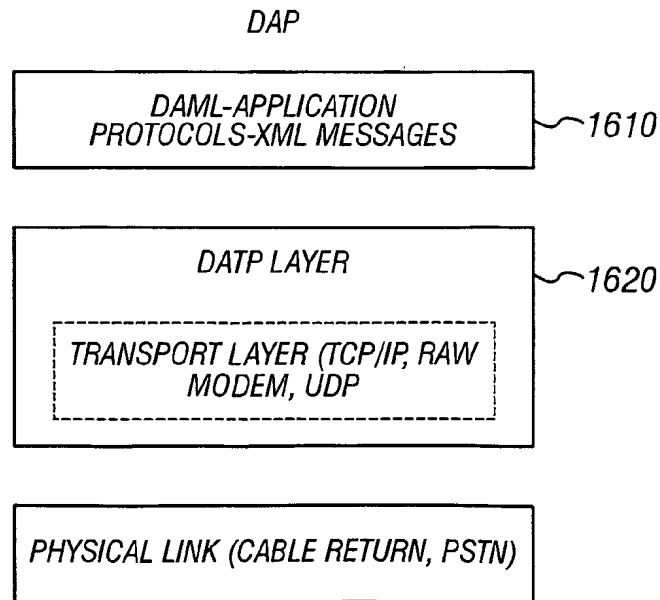 DAP
DAML-APPLICATION
PROTOCOLS-XML MESSAGES
1610
DATP LAYER
1620
TRANSPORT LAYER (TCP/IP, RAW
MODEM, UDP
PHYSICAL LINK (CABLE RETURN, PSTN)